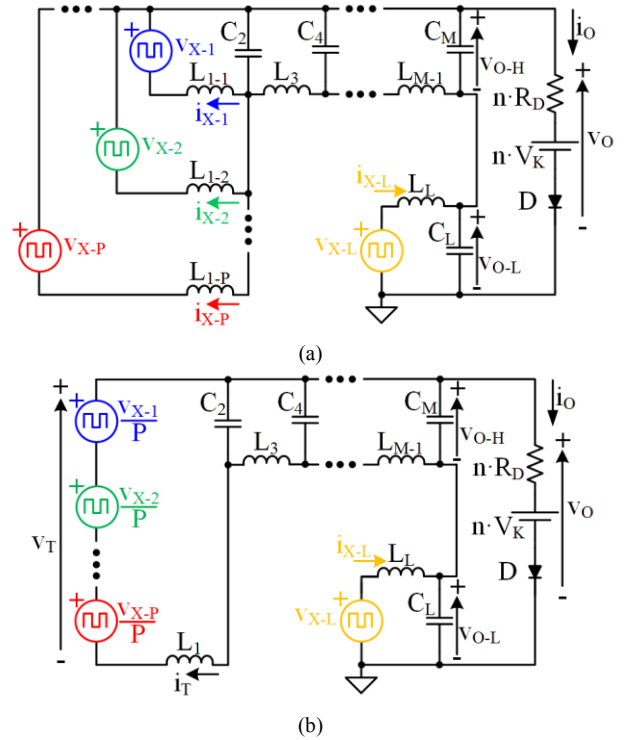 v_X-1
C_2
C_4
C_M
v_O-H
i_O
L_1-1
L_3
L_M-1
i_X-1
n·R_D
v_X-2
n·V_K
v_O
L_1-2
i_X-2
i_X-L
L_L
D
v_X-P
v_X-L
C_L
v_O-L
L_1-P
i_X-P
(a)
v_X-1/P
C_2
C_4
C_M
v_O-H
i_O
L_3
L_M-1
n·R_D
v_X-2/P
v_T
i_X-L
L_L
n·V_K
v_O
D
v_X-P/P
v_X-L
C_L
v_O-L
L_1
i_T
(b)